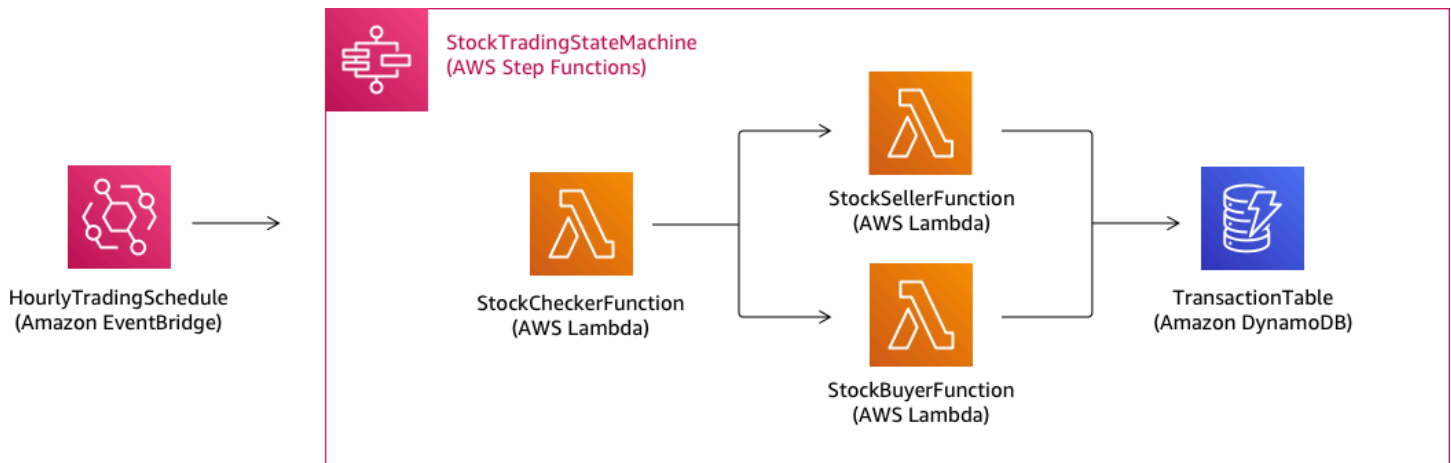 StockTradingStateMachine
(AWS Step Functions)
HourlyTradingSchedule
(Amazon EventBridge)
StockCheckerFunction
(AWS Lambda)
StockSellerFunction
(AWS Lambda)
StockBuyerFunction
(AWS Lambda)
TransactionTable
(Amazon DynamoDB)